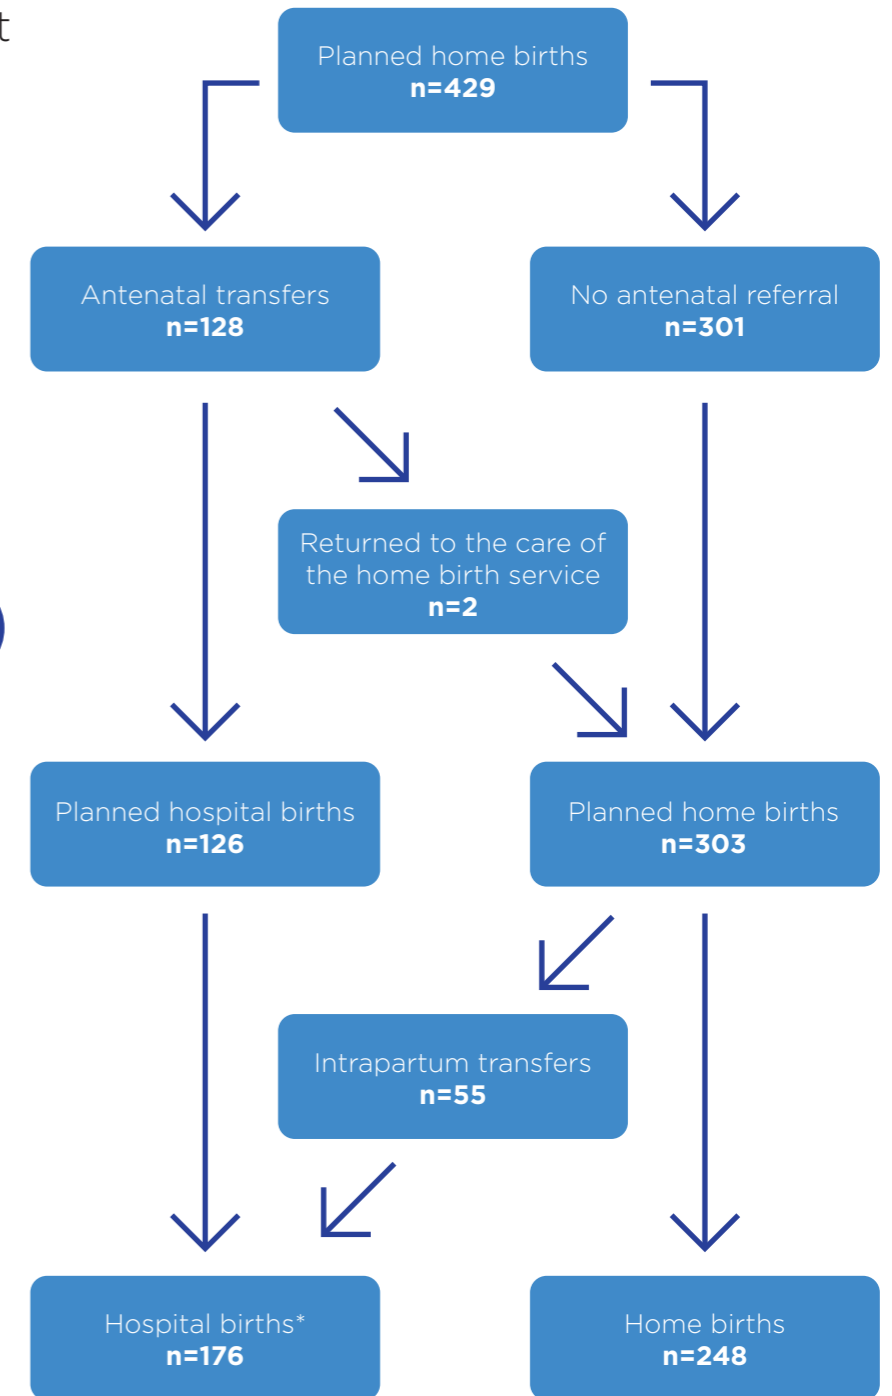 t
Planned home births
n=429
Antenatal transfers
n=128
No antenatal referral
n=301
Returned to the care of
the home birth service
n=2
Planned hospital births
n=126
Planned home births
n=303
Intrapartum transfers
n=55
Hospital births*
n=176
Home births
n=248